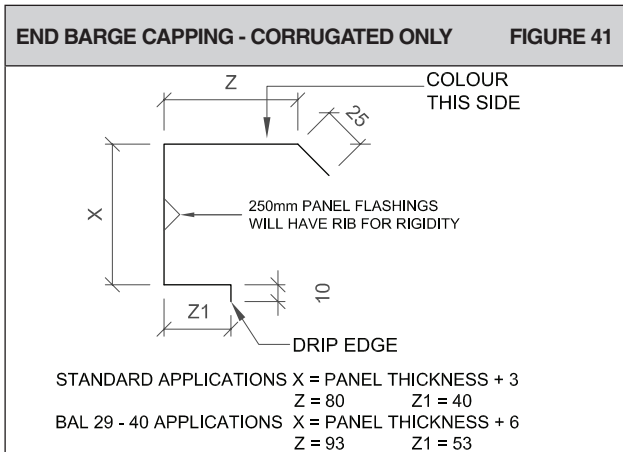 END BARGE CAPPING - CORRUGATED ONLY FIGURE 41
Z
COLOUR
THIS SIDE
25
X
250mm PANEL FLASHINGS
WILL HAVE RIB FOR RIGIDITY
10
Z1
DRIP EDGE
STANDARD APPLICATIONS X = PANEL THICKNESS + 3
Z = 80 Z1 = 40
BAL 29 - 40 APPLICATIONS X = PANEL THICKNESS + 6
Z = 93 Z1 = 53